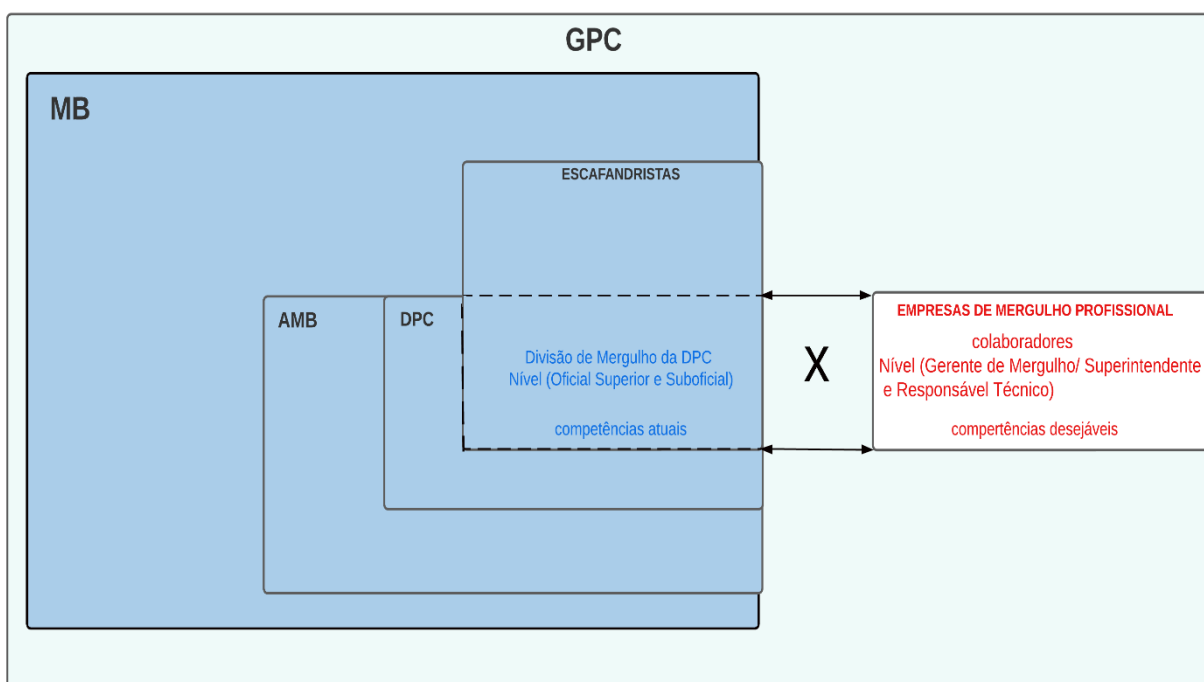 GPC
MB
ESCAFANDRISTAS
AMB
DPC
Divisão de Mergulho da DPC
Nível (Oficial Superior e Suboficial)
competências atuais
X
EMPRESAS DE MERGULHO PROFISSIONAL
colaboradores
Nível (Gerente de Mergulho/ Superintendente
e Responsável Técnico)
compertências desejáveis